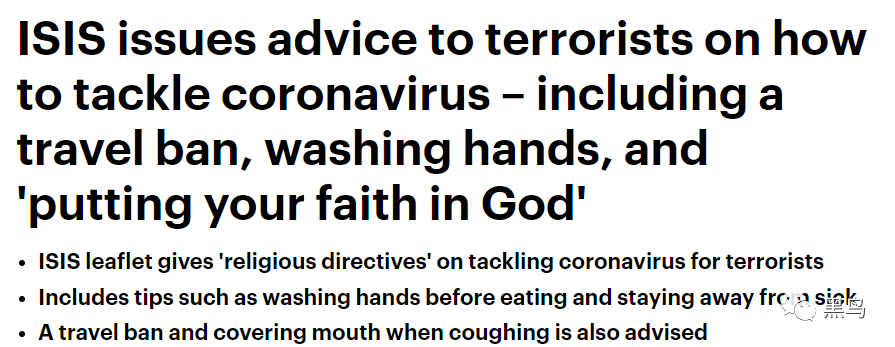 ISIS issues advice to terrorists on how
to tackle coronavirus – including a
travel ban, washing hands, and
'putting your faith in God'
• ISIS leaflet gives 'religious directives' on tackling coronavirus for terrorists
• Includes tips such as washing hands before eating and staying away from sick
• A travel ban and covering mouth when coughing is also advised
黑鸟